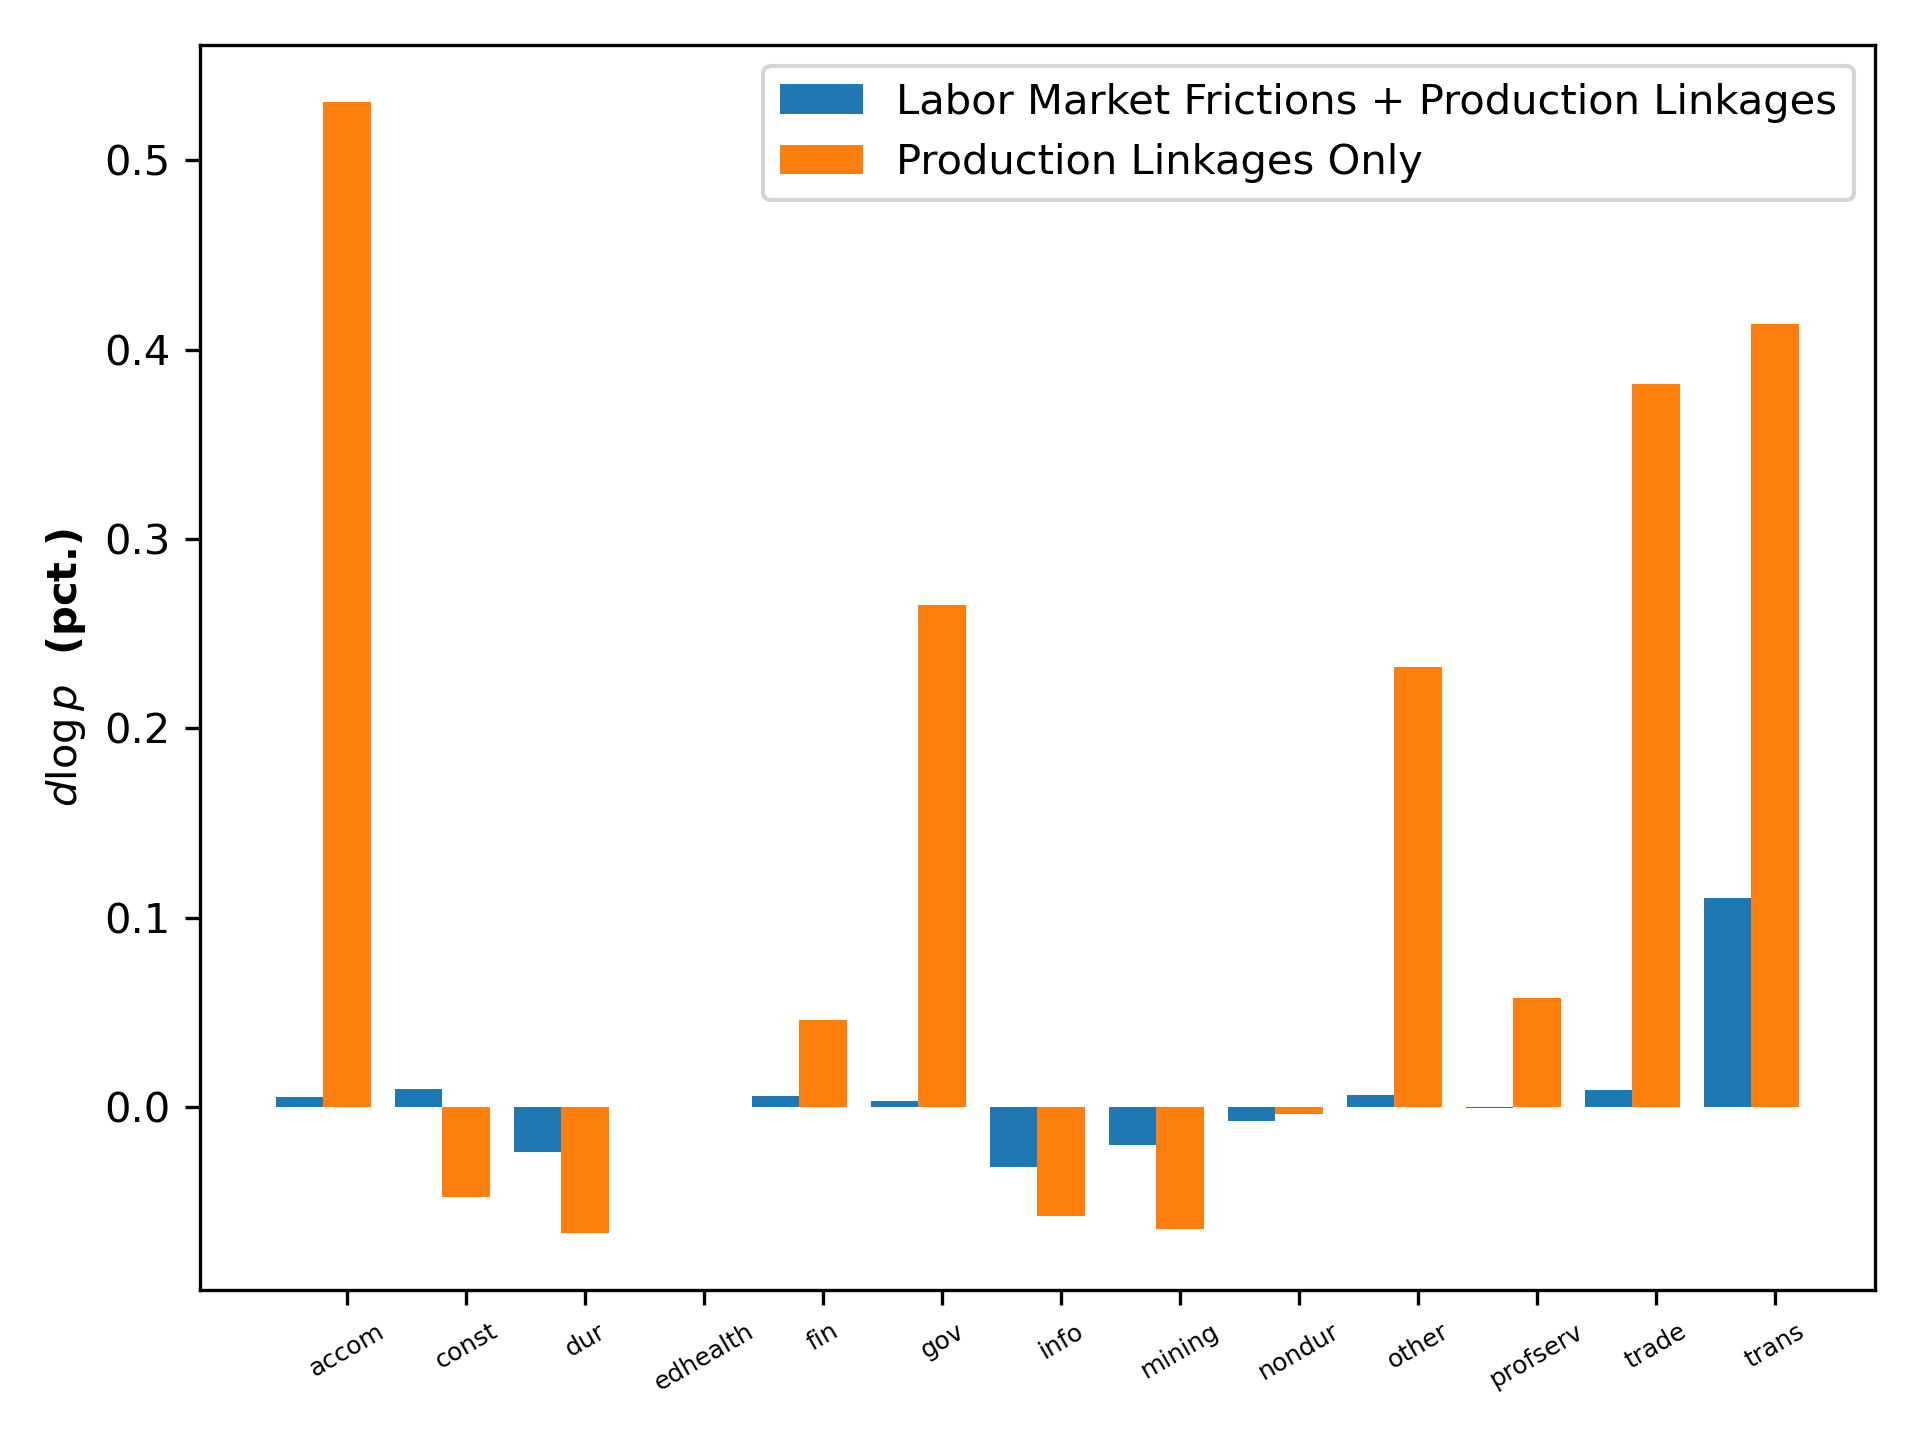 Labor Market Frictions + Production Linkages
Production Linkages Only
d log p (pct.)
0.5
0.4
0.3
0.2
0.1
0.0
accom const dur edhealth fin gov info mining nondur other profserv trade trans